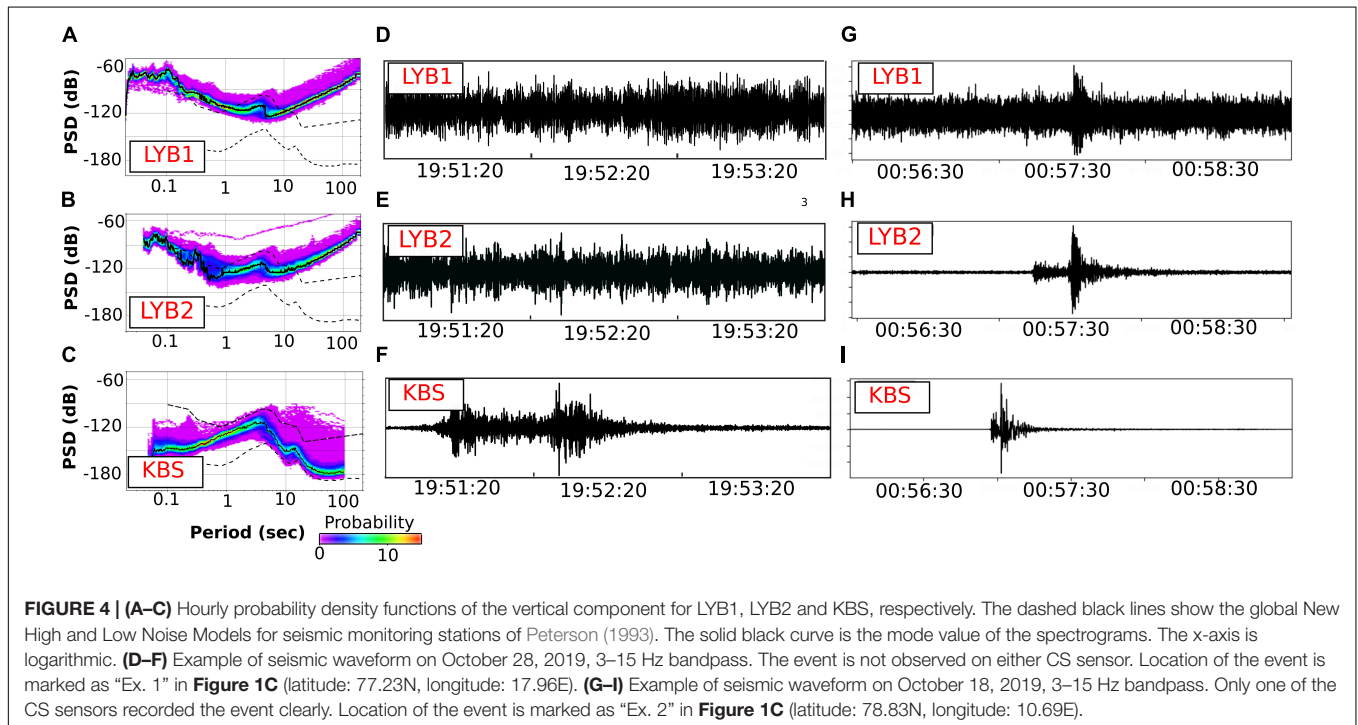 A
-60
-120
-180
PSD (dB)
LYB1
0.1 1 10 100
B
-60
-120
-180
PSD (dB)
LYB2
0.1 1 10 100
C
-60
-120
-180
PSD (dB)
KBS
0.1 1 10 100
Period (sec)
Probability
0 10
D
LYB1
19:51:20 19:52:20 19:53:20
E
3
LYB2
19:51:20 19:52:20 19:53:20
F
KBS
19:51:20 19:52:20 19:53:20
G
LYB1
00:56:30 00:57:30 00:58:30
H
LYB2
00:56:30 00:57:30 00:58:30
I
KBS
00:56:30 00:57:30 00:58:30
FIGURE 4 | (A–C) Hourly probability density functions of the vertical component for LYB1, LYB2 and KBS, respectively. The dashed black lines show the global New
High and Low Noise Models for seismic monitoring stations of Peterson (1993). The solid black curve is the mode value of the spectrograms. The x-axis is
logarithmic. (D–F) Example of seismic waveform on October 28, 2019, 3–15 Hz bandpass. The event is not observed on either CS sensor. Location of the event is
marked as “Ex. 1” in Figure 1C (latitude: 77.23N, longitude: 17.96E). (G–I) Example of seismic waveform on October 18, 2019, 3–15 Hz bandpass. Only one of the
CS sensors recorded the event clearly. Location of the event is marked as “Ex. 2” in Figure 1C (latitude: 78.83N, longitude: 10.69E).